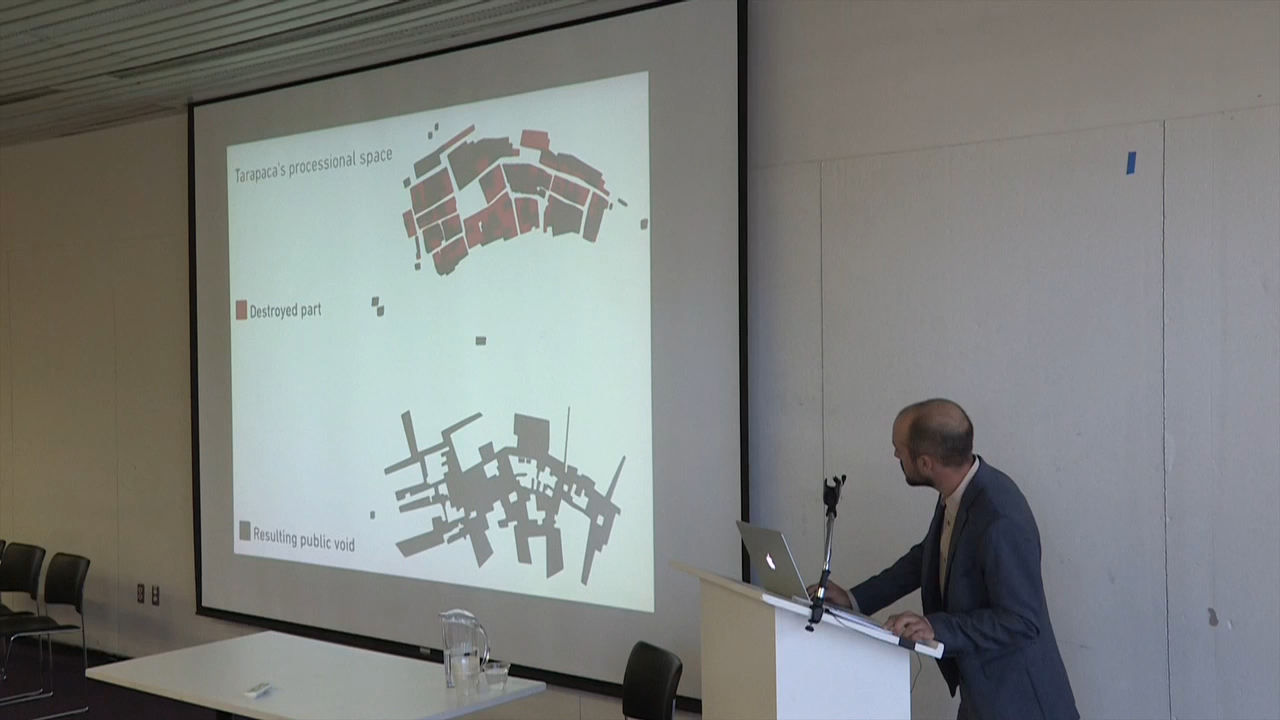 Tarapaca's processional space
Destroyed part
Resulting public void